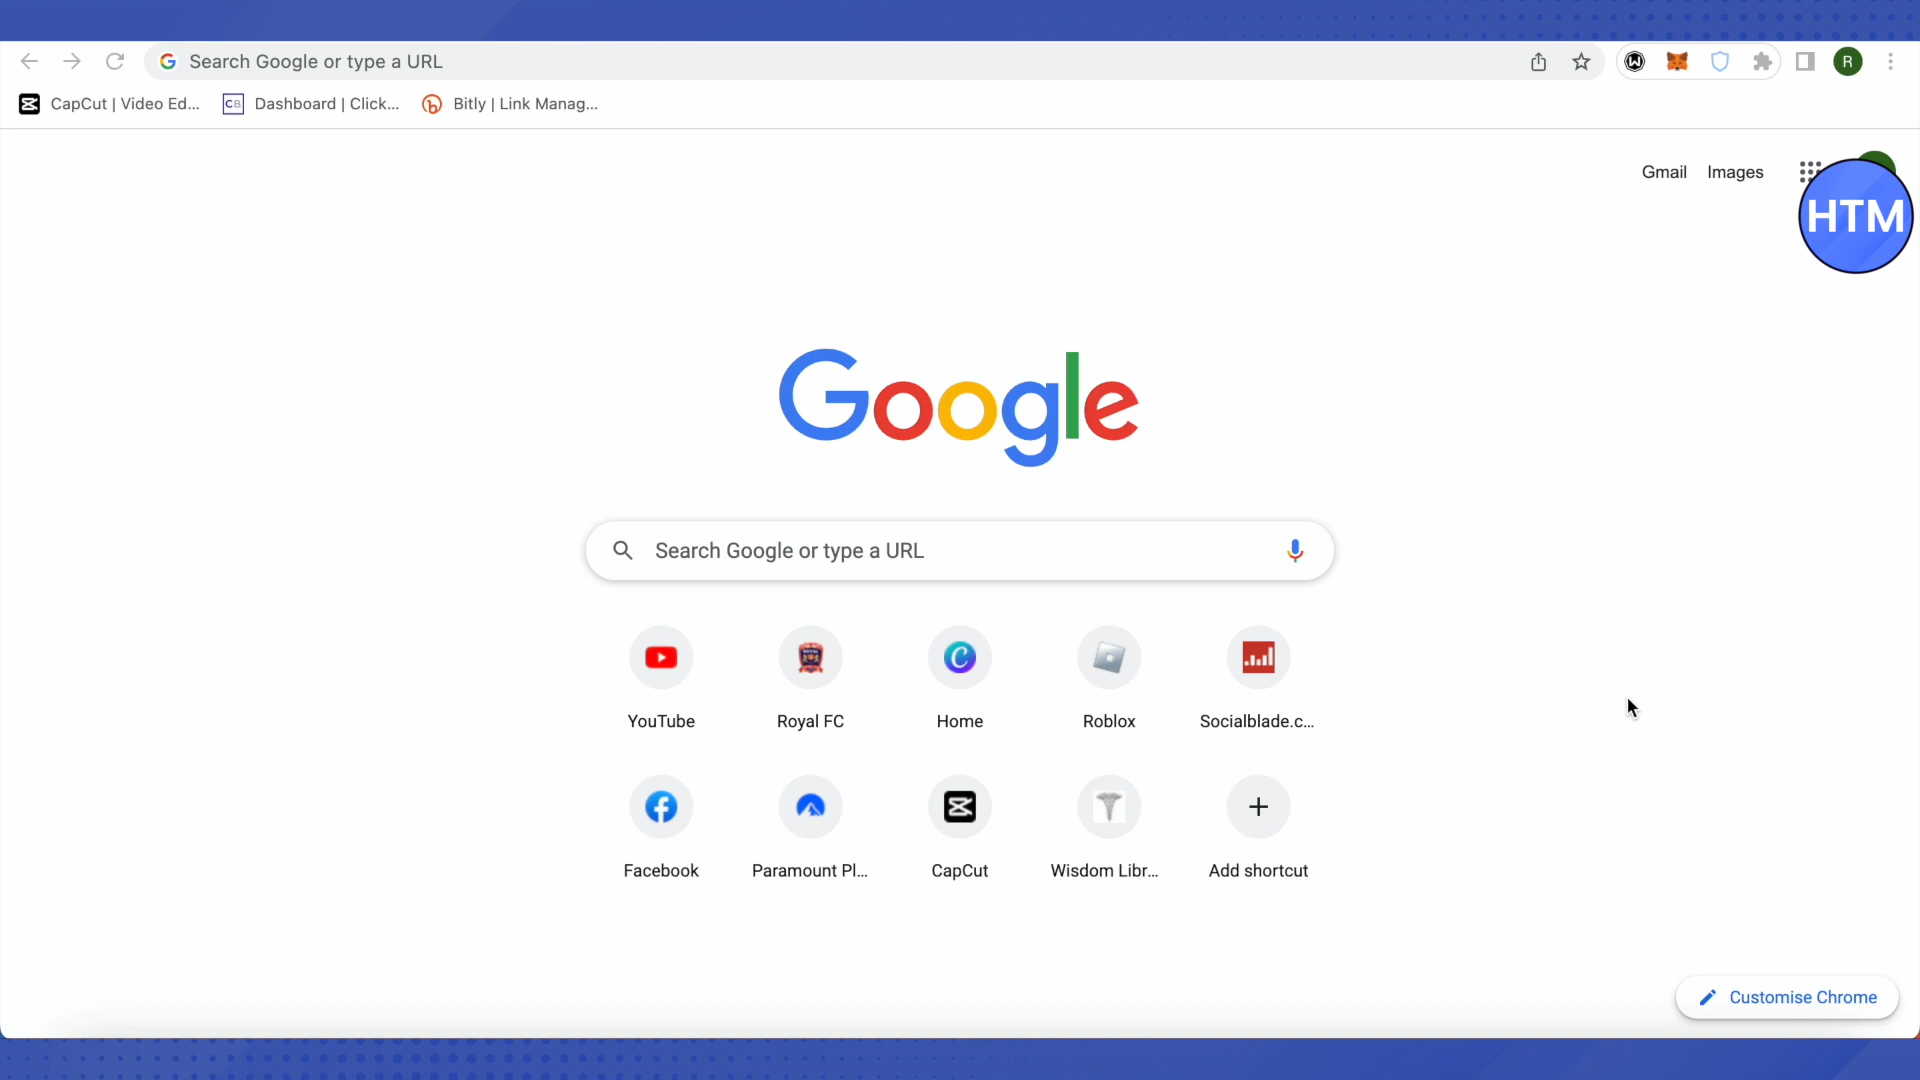 Search Google or type a URL
R
CapCut | Video Ed...
CB
Dashboard | Click...
Bitly | Link Manag...
Gmail
Images
HTM
Google
Search Google or type a URL
YouTube
Royal FC
Home
Roblox
Socialblade.c...
Facebook
Paramount Pl...
CapCut
Wisdom Libr...
Add shortcut
Customise Chrome